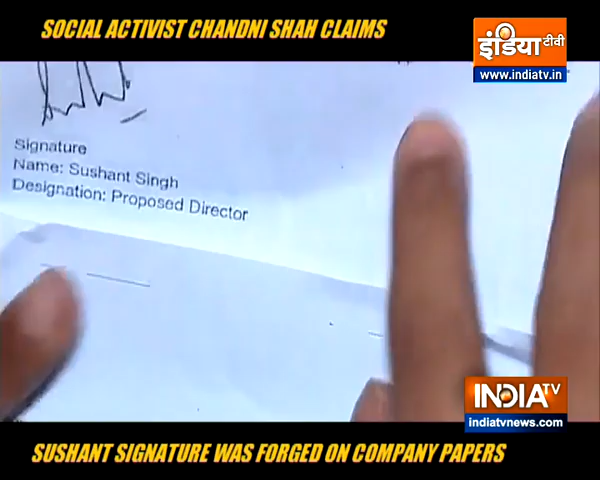 SOCIAL ACTIVIST CHANDNI SHAH CLAIMS
इंडिया टीवी
www.indiatv.in
Signature
Name: Sushant Singh
Designation: Proposed Director
INDIA TV
indiatvnews.com
SUSHANT SIGNATURE WAS FORGED ON COMPANY PAPERS